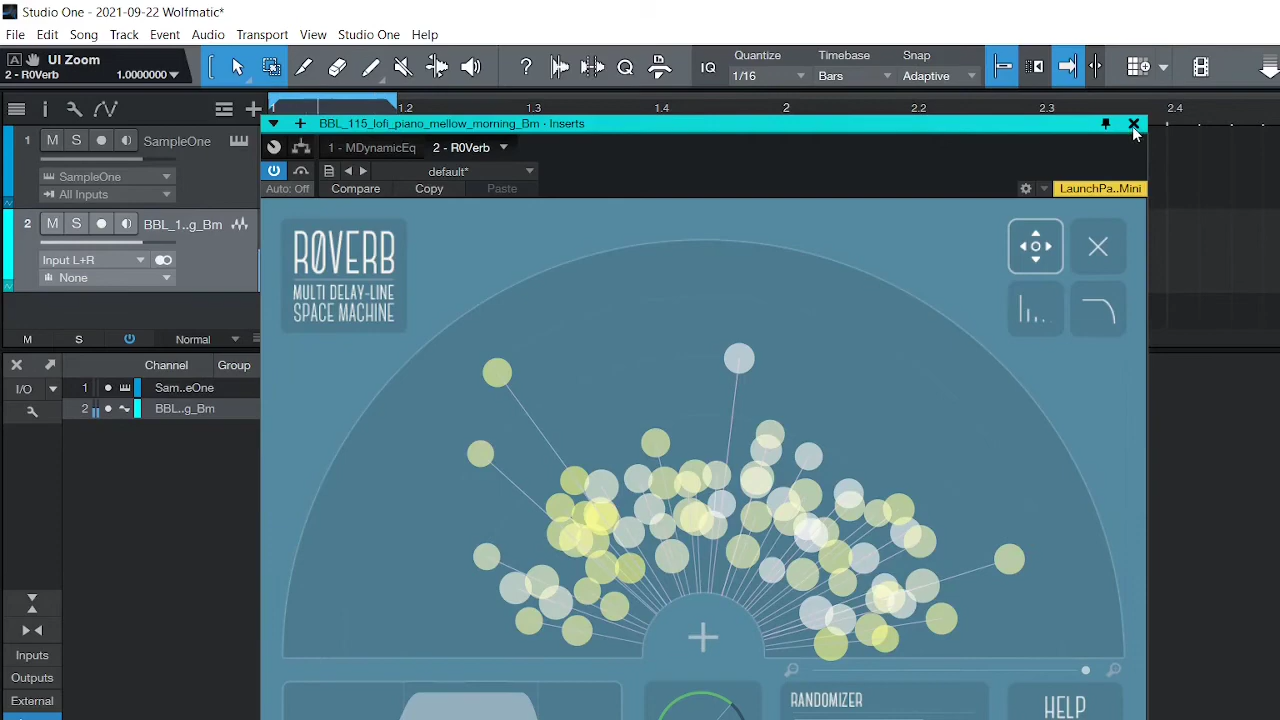 Studio One - 2021-09-22 Wolfmatic*
File Edit Song Track Event Audio Transport View Studio One Help
A UI Zoom
2 - R0Verb 1.0000000
? Q IQ
Quantize Timebase Snap
1/16 Bars Adaptive
1 1.2 1.3 1.4 2 2.2 2.3 2.4
BBL_115_lofi_piano_mellow_morning_Bm - Inserts
1 M S SampleOne
1 - MDynamicEq 2 - R0Verb
SampleOne
default*
All Inputs
Auto: Off Compare Copy Paste LaunchPa..Mini
2 M S BBL_1..g_Bm
Input L+R
None
M S Normal
Channel Group
I/O 1 Sam..eOne
2 BBL..g_Bm
Inputs
Outputs
External
RØVERB
MULTI DELAY-LINE
SPACE MACHINE
RANDOMIZER
HELP